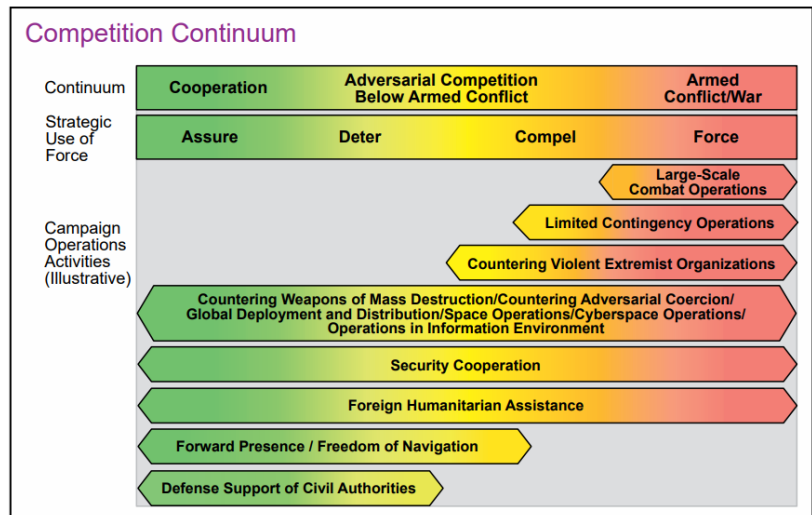 Competition Continuum
Continuum
Cooperation
Adversarial Competition
Below Armed Conflict
Armed
Conflict/War
Strategic
Use of
Force
Assure
Deter
Compel
Force
Large-Scale
Combat Operations
Campaign
Operations
Activities
(Illustrative)
Limited Contingency Operations
Countering Violent Extremist Organizations
Countering Weapons of Mass Destruction/Countering Adversarial Coercion/
Global Deployment and Distribution/Space Operations/Cyberspace Operations/
Operations in Information Environment
Security Cooperation
Foreign Humanitarian Assistance
Forward Presence / Freedom of Navigation
Defense Support of Civil Authorities